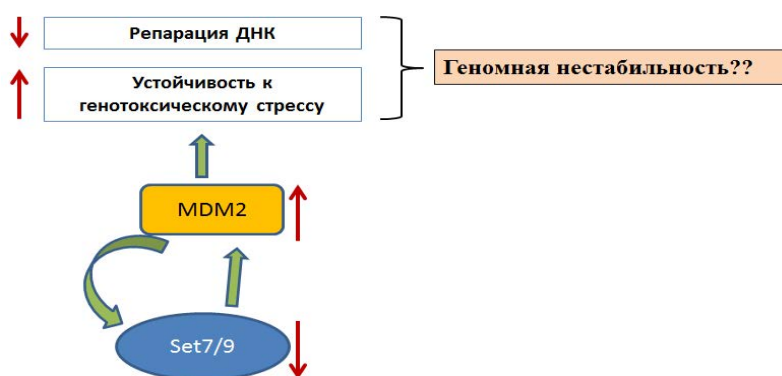 Репарация ДНК
Устойчивость к
генотоксическому стрессу
Геномная нестабильность??
MDM2
Set7/9